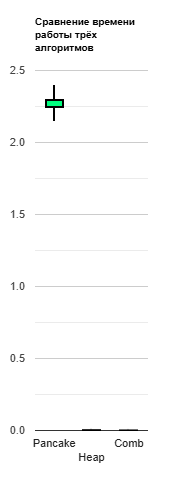 Сравнение времени
работы трёх
алгоритмов
2.5
2.0
1.5
1.0
0.5
0.0
Pancake
Comb
Heap